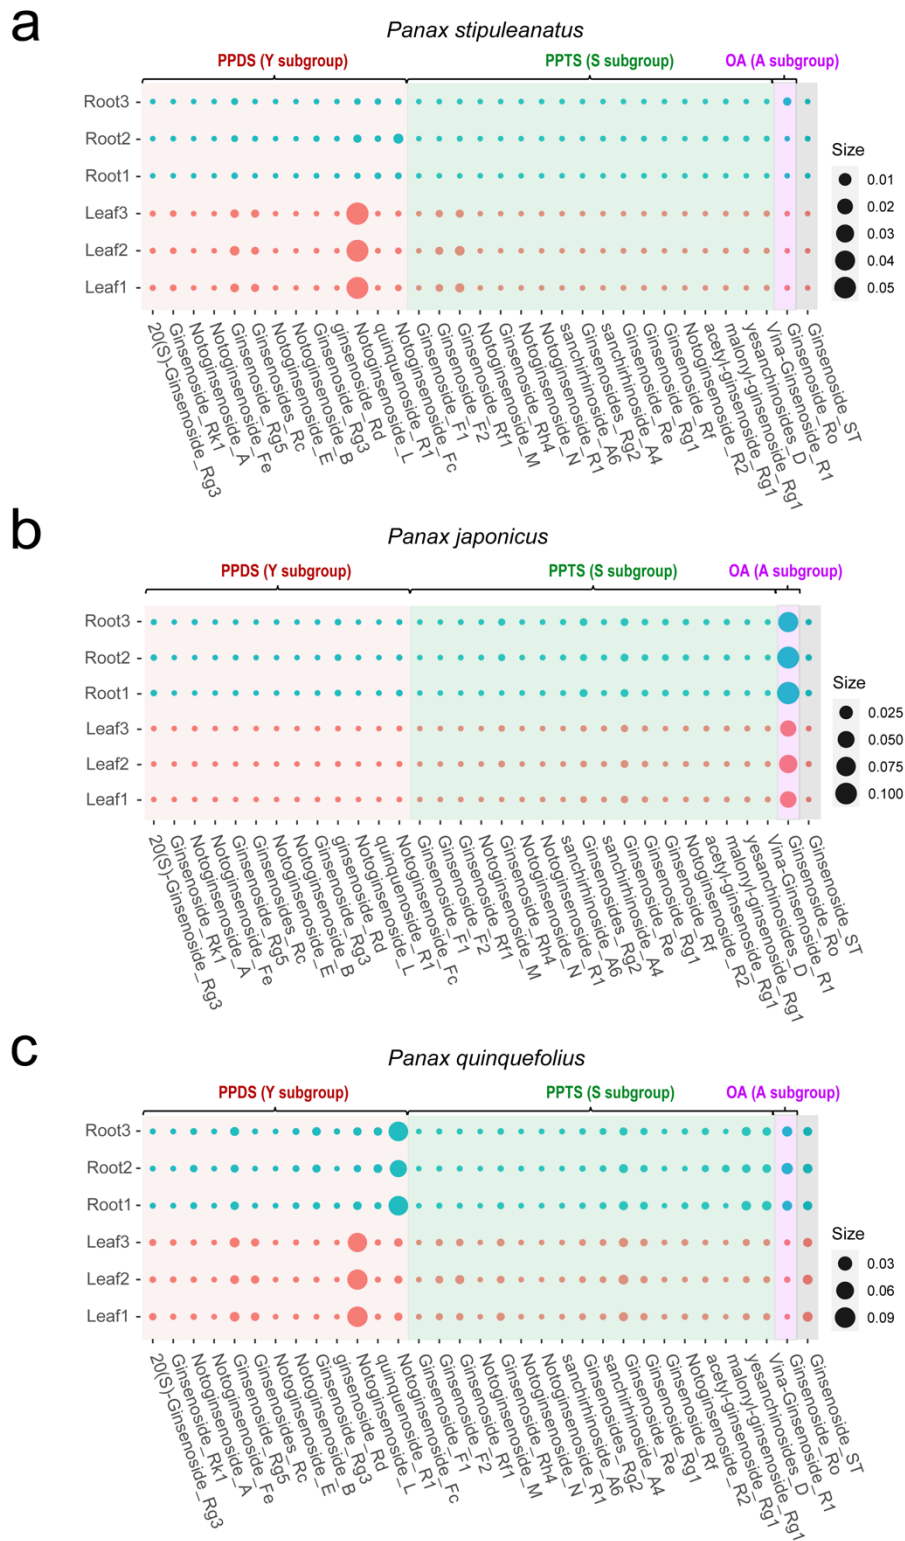 a
Panax stipuleanatus
PPDS (Y subgroup) PPTS (S subgroup) OA (A subgroup)
Root3
Root2
Root1
Leaf3
Leaf2
Leaf1
Size
0.01
0.02
0.03
0.04
0.05
20(S)-Ginsenoside_Rg3
Ginsenoside_Rk1
Notoginsenoside_A
Notoginsenoside_Fe
Ginsenoside_Rg5
Ginsenosides_Rc
Notoginsenoside_E
Notoginsenoside_B
Ginsenoside_Rg3
ginsenoside_Rd
Notoginsenoside_L
quinquenoside_R1
Notoginsenoside_Fc
Ginsenoside_F1
Ginsenoside_F2
Ginsenoside_Rf1
Notoginsenoside_M
Ginsenoside_Rh4
Notoginsenoside_N
Notoginsenoside_R1
sanchirhinoside_A6
Ginsenosides_Rg2
sanchirhinoside_A4
Ginsenoside_Re
Ginsenoside_Rg1
Ginsenoside_Rf
Notoginsenoside_R2
acetyl-ginsenoside_Rg1
malonyl-ginsenoside_Rg1
yesanchinosides_D
Vina-Ginsenoside_R1
Ginsenoside_Ro
Ginsenoside_ST
b
Panax japonicus
PPDS (Y subgroup) PPTS (S subgroup) OA (A subgroup)
Root3
Root2
Root1
Leaf3
Leaf2
Leaf1
Size
0.025
0.050
0.075
0.100
20(S)-Ginsenoside_Rg3
Ginsenoside_Rk1
Notoginsenoside_A
Notoginsenoside_Fe
Ginsenoside_Rg5
Ginsenosides_Rc
Notoginsenoside_E
Notoginsenoside_B
Ginsenoside_Rg3
ginsenoside_Rd
Notoginsenoside_L
quinquenoside_R1
Notoginsenoside_Fc
Ginsenoside_F1
Ginsenoside_F2
Ginsenoside_Rf1
Notoginsenoside_M
Ginsenoside_Rh4
Notoginsenoside_N
Notoginsenoside_R1
sanchirhinoside_A6
Ginsenosides_Rg2
sanchirhinoside_A4
Ginsenoside_Re
Ginsenoside_Rg1
Ginsenoside_Rf
Notoginsenoside_R2
acetyl-ginsenoside_Rg1
malonyl-ginsenoside_Rg1
yesanchinosides_D
Vina-Ginsenoside_R1
Ginsenoside_Ro
Ginsenoside_ST
c
Panax quinquefolius
PPDS (Y subgroup) PPTS (S subgroup) OA (A subgroup)
Root3
Root2
Root1
Leaf3
Leaf2
Leaf1
Size
0.03
0.06
0.09
20(S)-Ginsenoside_Rg3
Ginsenoside_Rk1
Notoginsenoside_A
Notoginsenoside_Fe
Ginsenoside_Rg5
Ginsenosides_Rc
Notoginsenoside_E
Notoginsenoside_B
Ginsenoside_Rg3
ginsenoside_Rd
Notoginsenoside_L
quinquenoside_R1
Notoginsenoside_Fc
Ginsenoside_F1
Ginsenoside_F2
Ginsenoside_Rf1
Notoginsenoside_M
Ginsenoside_Rh4
Notoginsenoside_N
Notoginsenoside_R1
sanchirhinoside_A6
Ginsenosides_Rg2
sanchirhinoside_A4
Ginsenoside_Re
Ginsenoside_Rg1
Ginsenoside_Rf
Notoginsenoside_R2
acetyl-ginsenoside_Rg1
malonyl-ginsenoside_Rg1
yesanchinosides_D
Vina-Ginsenoside_R1
Ginsenoside_Ro
Ginsenoside_ST